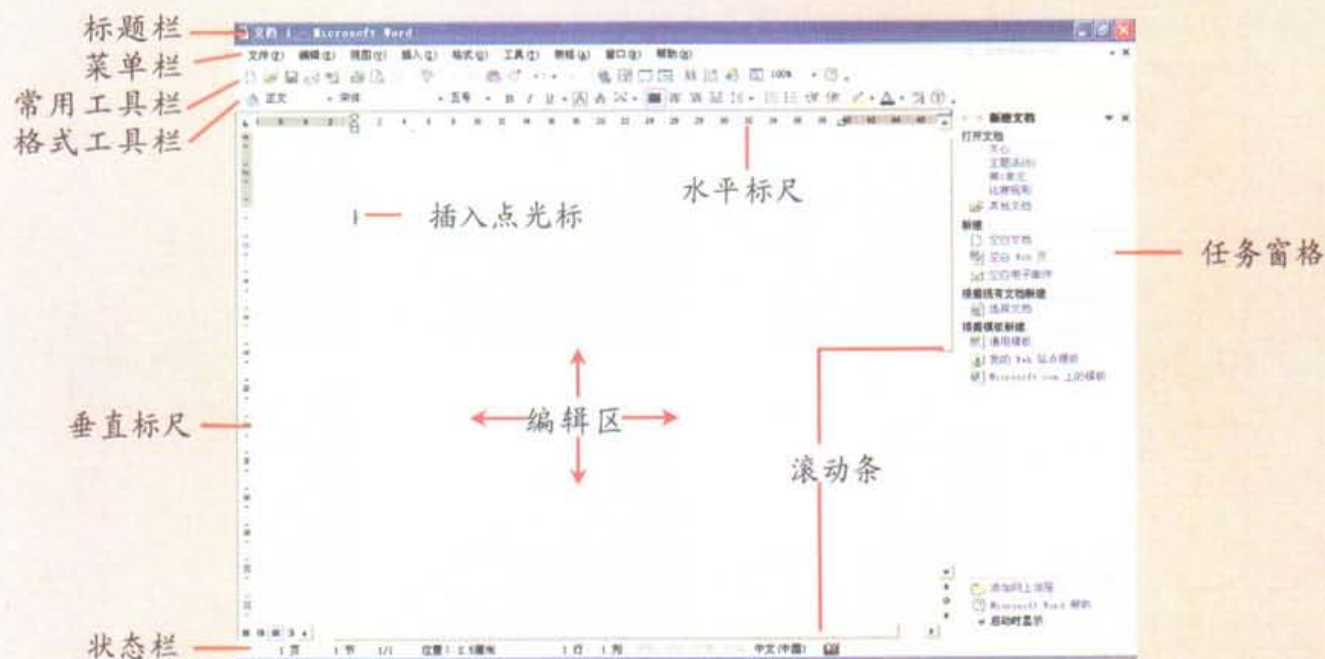 标题栏
菜单栏
常用工具栏
格式工具栏
文档 1 - Microsoft Word
文件(F) 编辑(E) 视图(V) 插入(I) 格式(O) 工具(T) 表格(A) 窗口(W) 帮助(H)
100%
正文 宋体 五号 B I U
水平标尺
插入点光标
编辑区
滚动条
垂直标尺
状态栏
任务窗格
新建文档
打开文档
其他文档
新建
空白文档
空白 Web 页
空白电子邮件
根据现有文档新建
选择文档
根据模板新建
通用模板
我的 Web 站点模板
Microsoft.com 上的模板
添加网上邻居
Microsoft Word 帮助
启动时显示
1 页 1 节 1/1 位置: 2.5厘米 1 行 1 列 中文(中国)